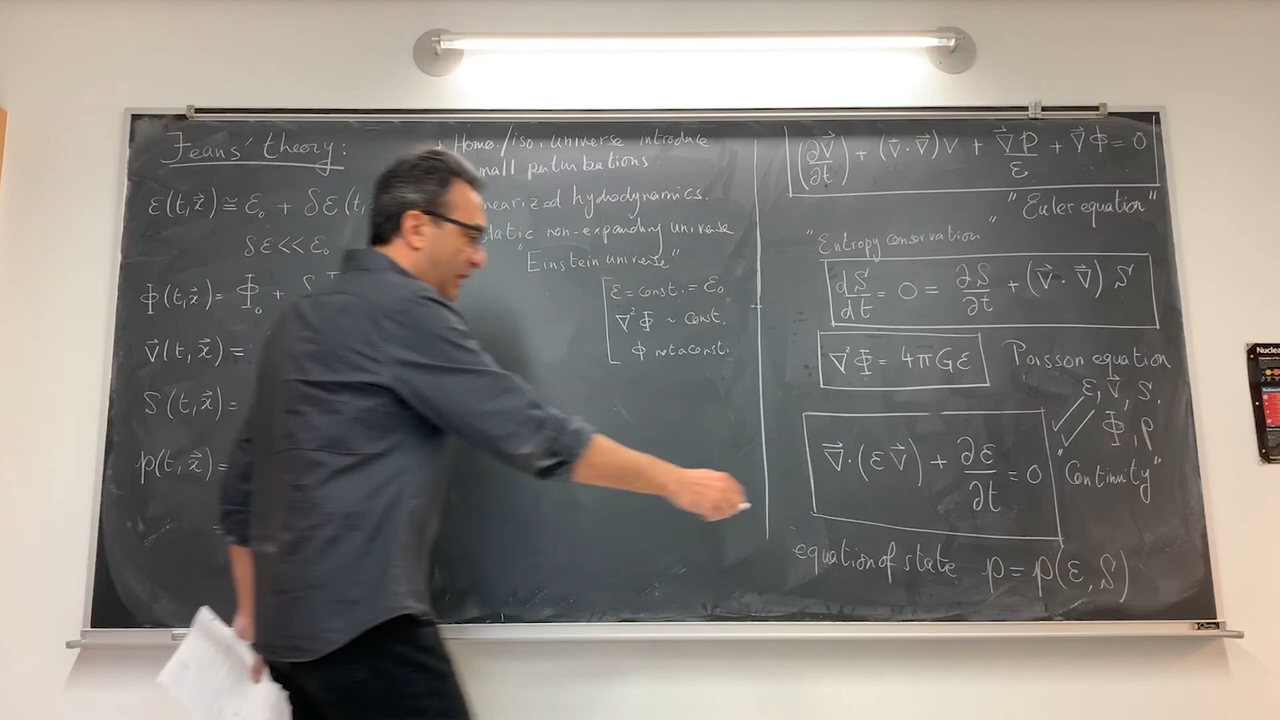 Jeans' theory:
ε(t,x⃗) ≅ ε₀ + δε(t,
δε << ε₀
Φ(t,x⃗) = Φ₀ +
v⃗(t,x⃗) =
S(t,x⃗) =
p(t,x⃗) =
Homo./iso. universe introduce
small perturbations.
linearized hydrodynamics.
static non-expanding universe
"Einstein universe"
ε = const. = ε₀
∇²Φ ~ const.
Φ not a const.
(∂v⃗/∂t) + (v⃗·∇⃗)v + ∇⃗p/ε + ∇⃗Φ = 0
"Euler equation"
"Entropy conservation
dS/dt = 0 = ∂S/∂t + (v⃗·∇⃗) S
∇²Φ = 4πGε Poisson equation
ε, v⃗, S,
Φ, p
∇⃗·(εv⃗) + ∂ε/∂t = 0 "Continuity"
equation of state p = p(ε, S)
Nuclea